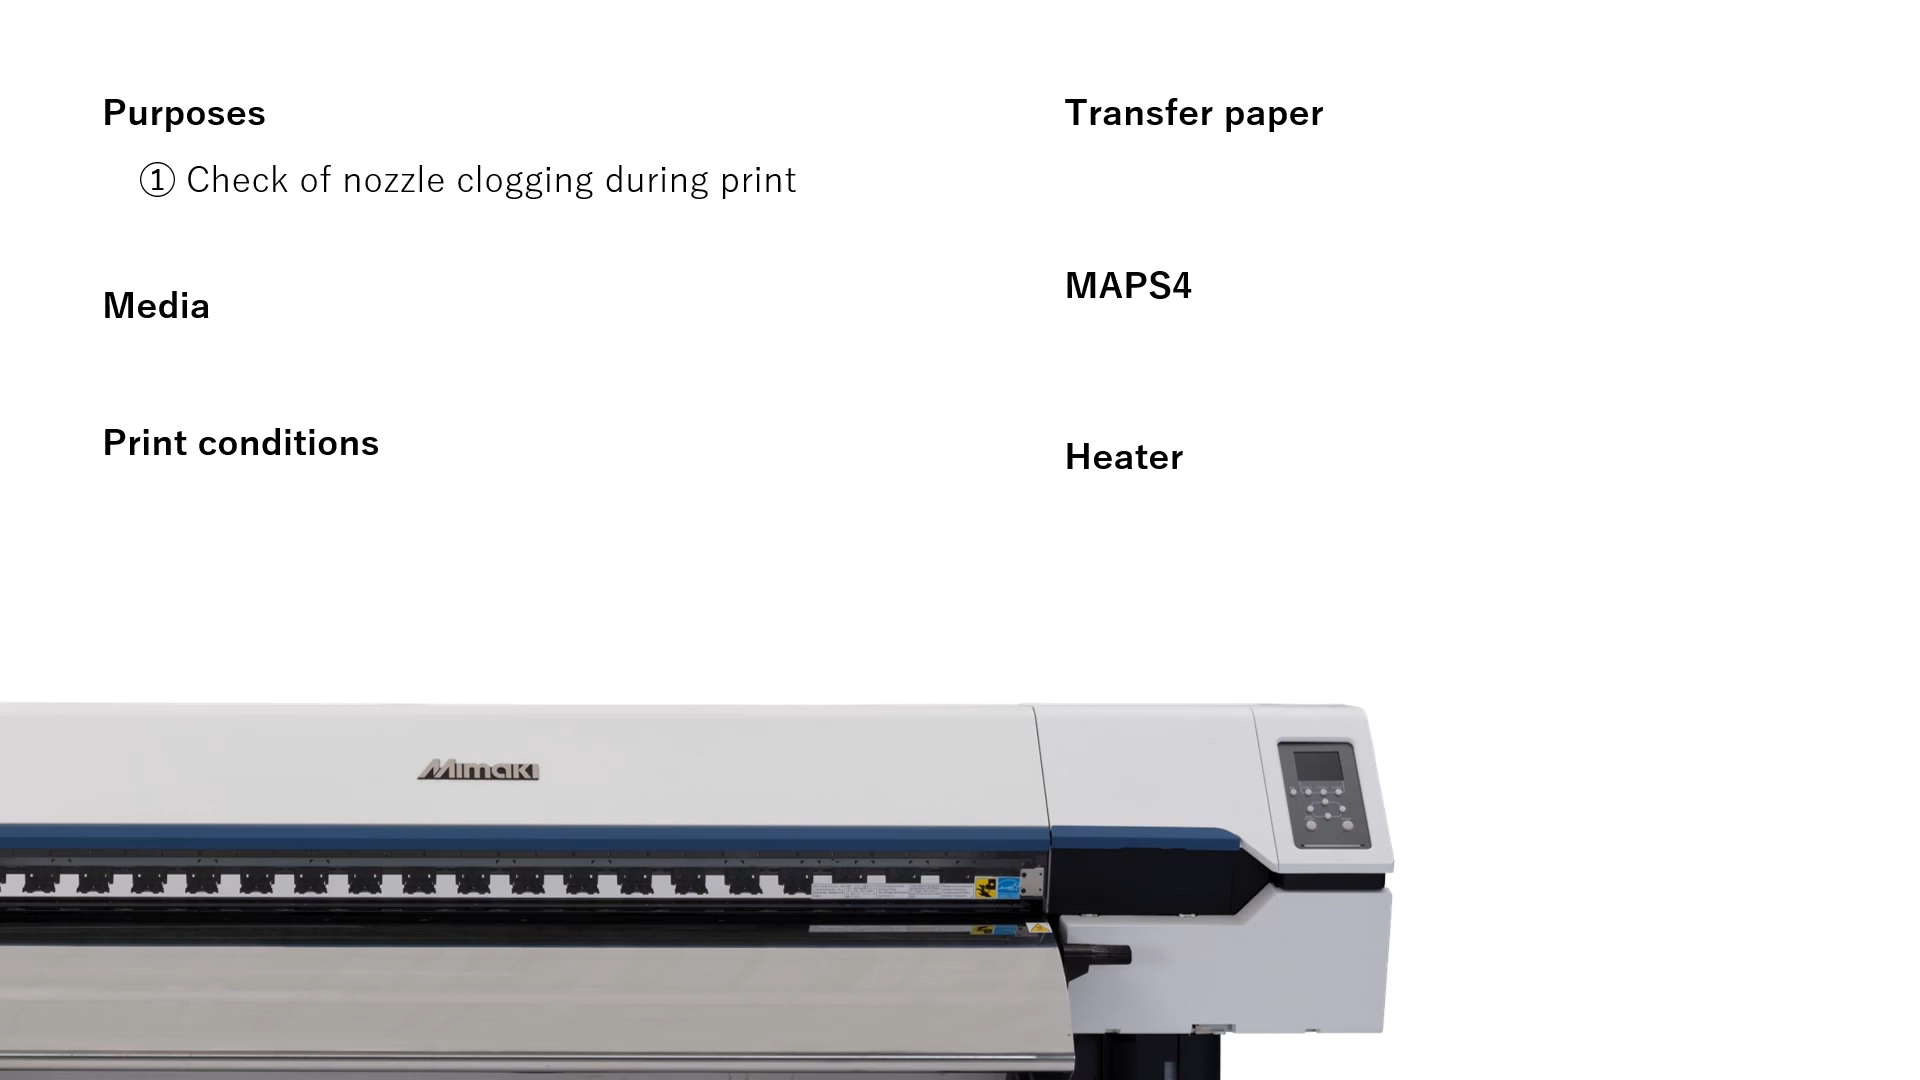 Purposes
① Check of nozzle clogging during print
Media
Print conditions
Transfer paper
MAPS4
Heater
Mimaki